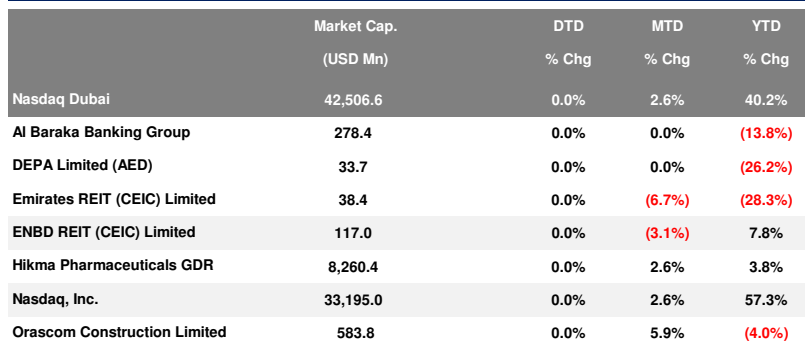 Market Cap. DTD MTD YTD
(USD Mn) % Chg % Chg % Chg
Nasdaq Dubai 42,506.6 0.0% 2.6% 40.2%
Al Baraka Banking Group 278.4 0.0% 0.0% (13.8%)
DEPA Limited (AED) 33.7 0.0% 0.0% (26.2%)
Emirates REIT (CEIC) Limited 38.4 0.0% (6.7%) (28.3%)
ENBD REIT (CEIC) Limited 117.0 0.0% (3.1%) 7.8%
Hikma Pharmaceuticals GDR 8,260.4 0.0% 2.6% 3.8%
Nasdaq, Inc. 33,195.0 0.0% 2.6% 57.3%
Orascom Construction Limited 583.8 0.0% 5.9% (4.0%)